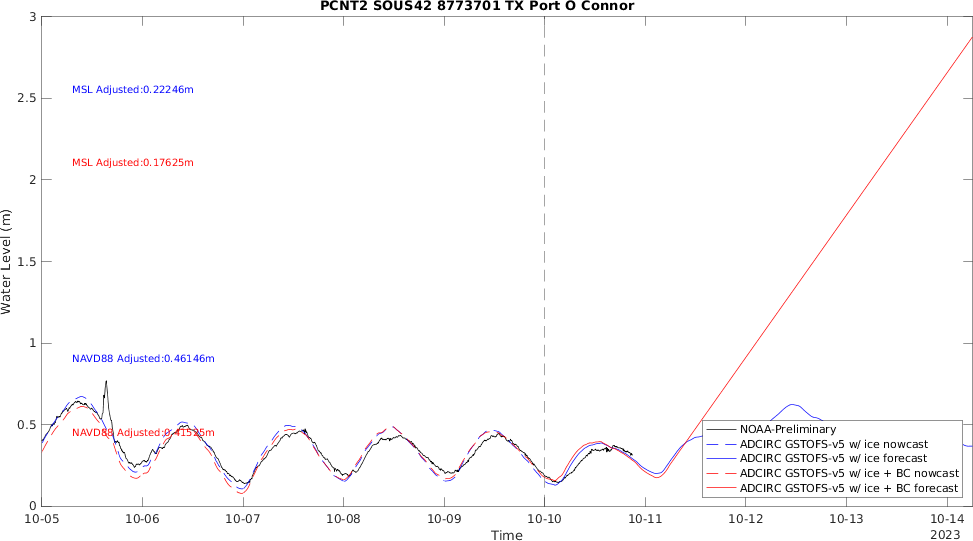 PCNT2 SOUS42 8773701 TX Port O Connor
3
2.5
2
1.5
1
0.5
0
Water Level (m)
MSL Adjusted:0.22246m
MSL Adjusted:0.17625m
NAVD88 Adjusted:0.46146m
NAVD88 Adjusted:
NOAA-Preliminary
ADCIRC GSTOFS-v5 w/ ice nowcast
ADCIRC GSTOFS-v5 w/ ice forecast
ADCIRC GSTOFS-v5 w/ ice + BC nowcast
ADCIRC GSTOFS-v5 w/ ice + BC forecast
10-05 10-06 10-07 10-08 10-09 10-10 10-11 10-12 10-13 10-14
Time
2023